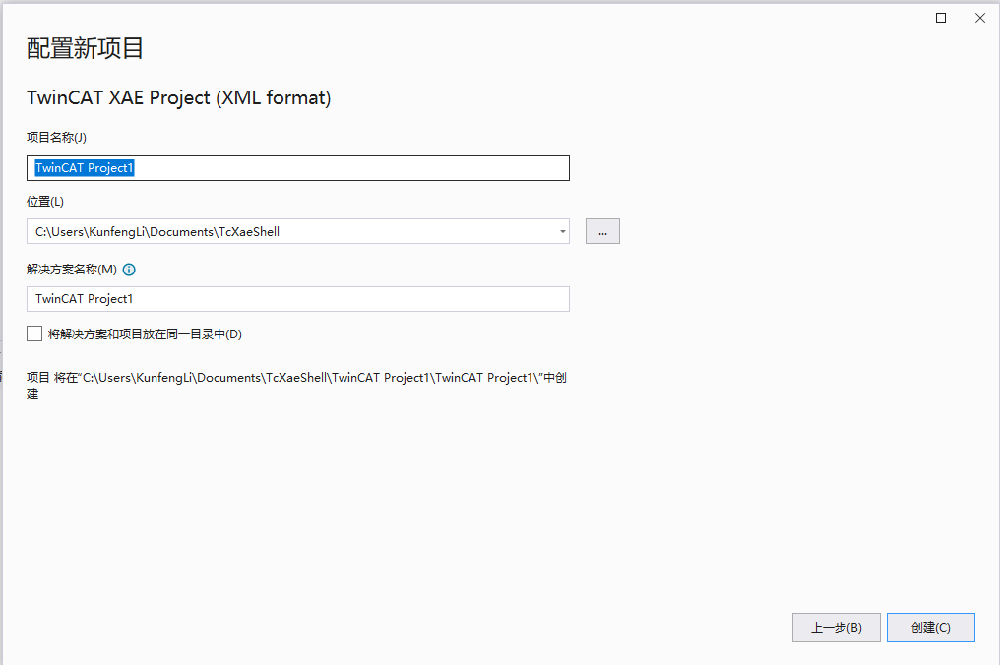 配置新项目
TwinCAT XAE Project (XML format)
项目名称(J)
TwinCAT Project1
位置(L)
C:\Users\KunfengLi\Documents\TcXaeShell
...
解决方案名称(M)
TwinCAT Project1
将解决方案和项目放在同一目录中(D)
项目 将在“C:\Users\KunfengLi\Documents\TcXaeShell\TwinCAT Project1\TwinCAT Project1\”中创
建
上一步(B) 创建(C)